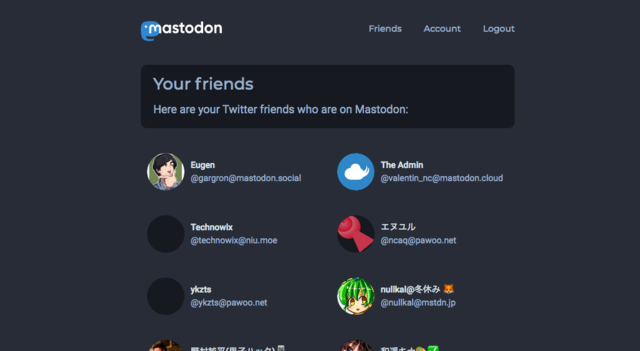 mastodon
Friends Account Logout
Your friends
Here are your Twitter friends who are on Mastodon:
Eugen
@gargron@mastodon.social
The Admin
@valentin_nc@mastodon.cloud
Technowix
@technowix@niu.moe
エヌユル
@ncaq@pawoo.net
ykzts
@ykzts@pawoo.net
nullkal@冬休み 🦊
@nullkal@mstdn.jp